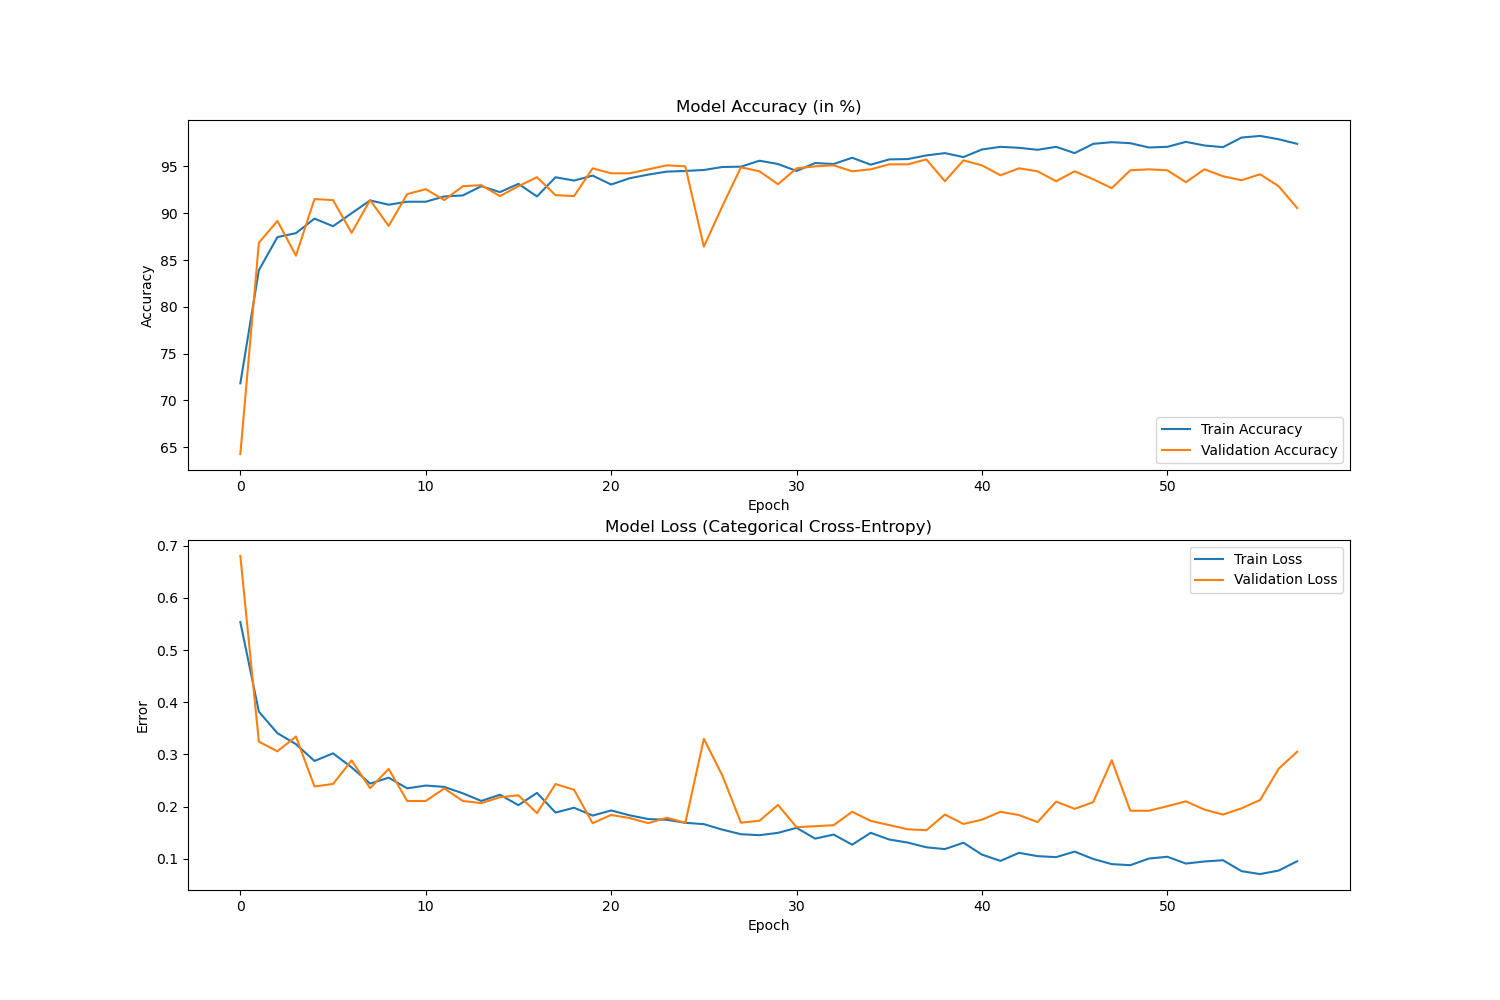 Model Accuracy (in %)
95
90
85
80
75
70
65
Accuracy
Train Accuracy
Validation Accuracy
0 10 20 30 40 50
Epoch
Model Loss (Categorical Cross-Entropy)
0.7
0.6
0.5
0.4
0.3
0.2
0.1
Error
Train Loss
Validation Loss
0 10 20 30 40 50
Epoch